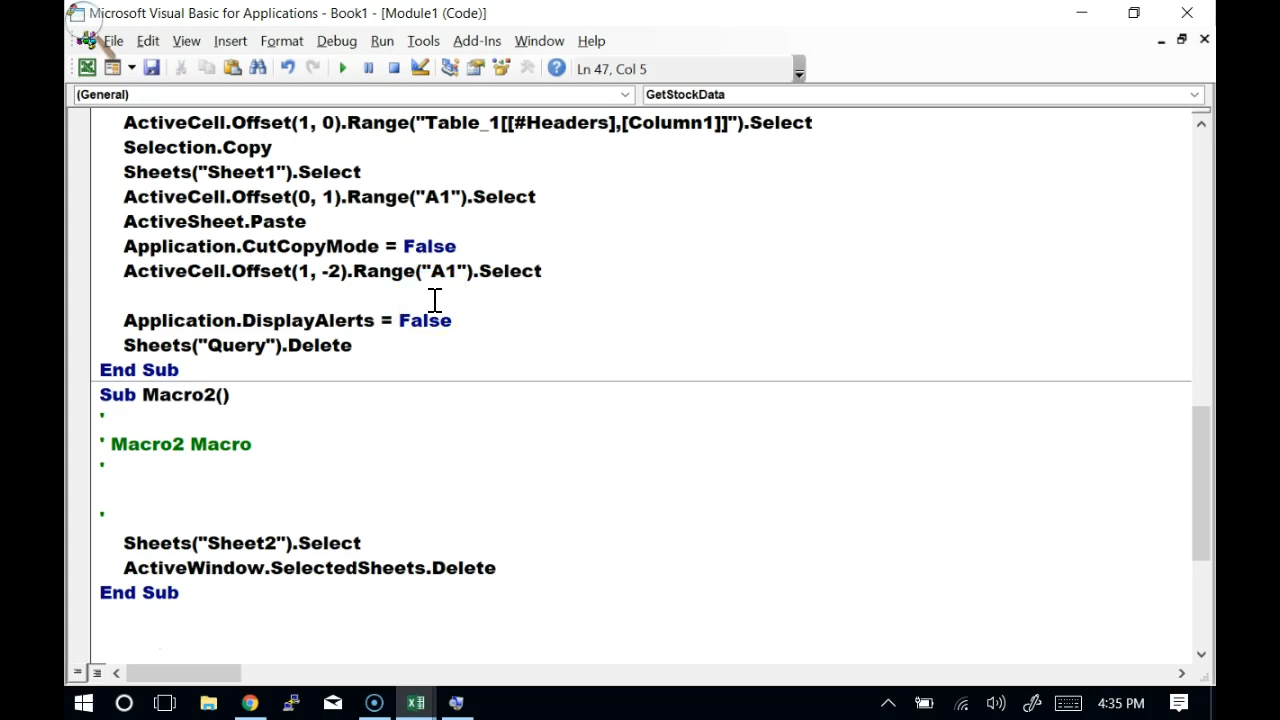 Microsoft Visual Basic for Applications - Book1 - [Module1 (Code)]
File Edit View Insert Format Debug Run Tools Add-Ins Window Help
Ln 47, Col 5
(General) GetStockData
ActiveCell.Offset(1, 0).Range("Table_1[[#Headers],[Column1]]").Select
Selection.Copy
Sheets("Sheet1").Select
ActiveCell.Offset(0, 1).Range("A1").Select
ActiveSheet.Paste
Application.CutCopyMode = False
ActiveCell.Offset(1, -2).Range("A1").Select
Application.DisplayAlerts = False
Sheets("Query").Delete
End Sub
Sub Macro2()
'
' Macro2 Macro
'
'
Sheets("Sheet2").Select
ActiveWindow.SelectedSheets.Delete
End Sub
4:35 PM